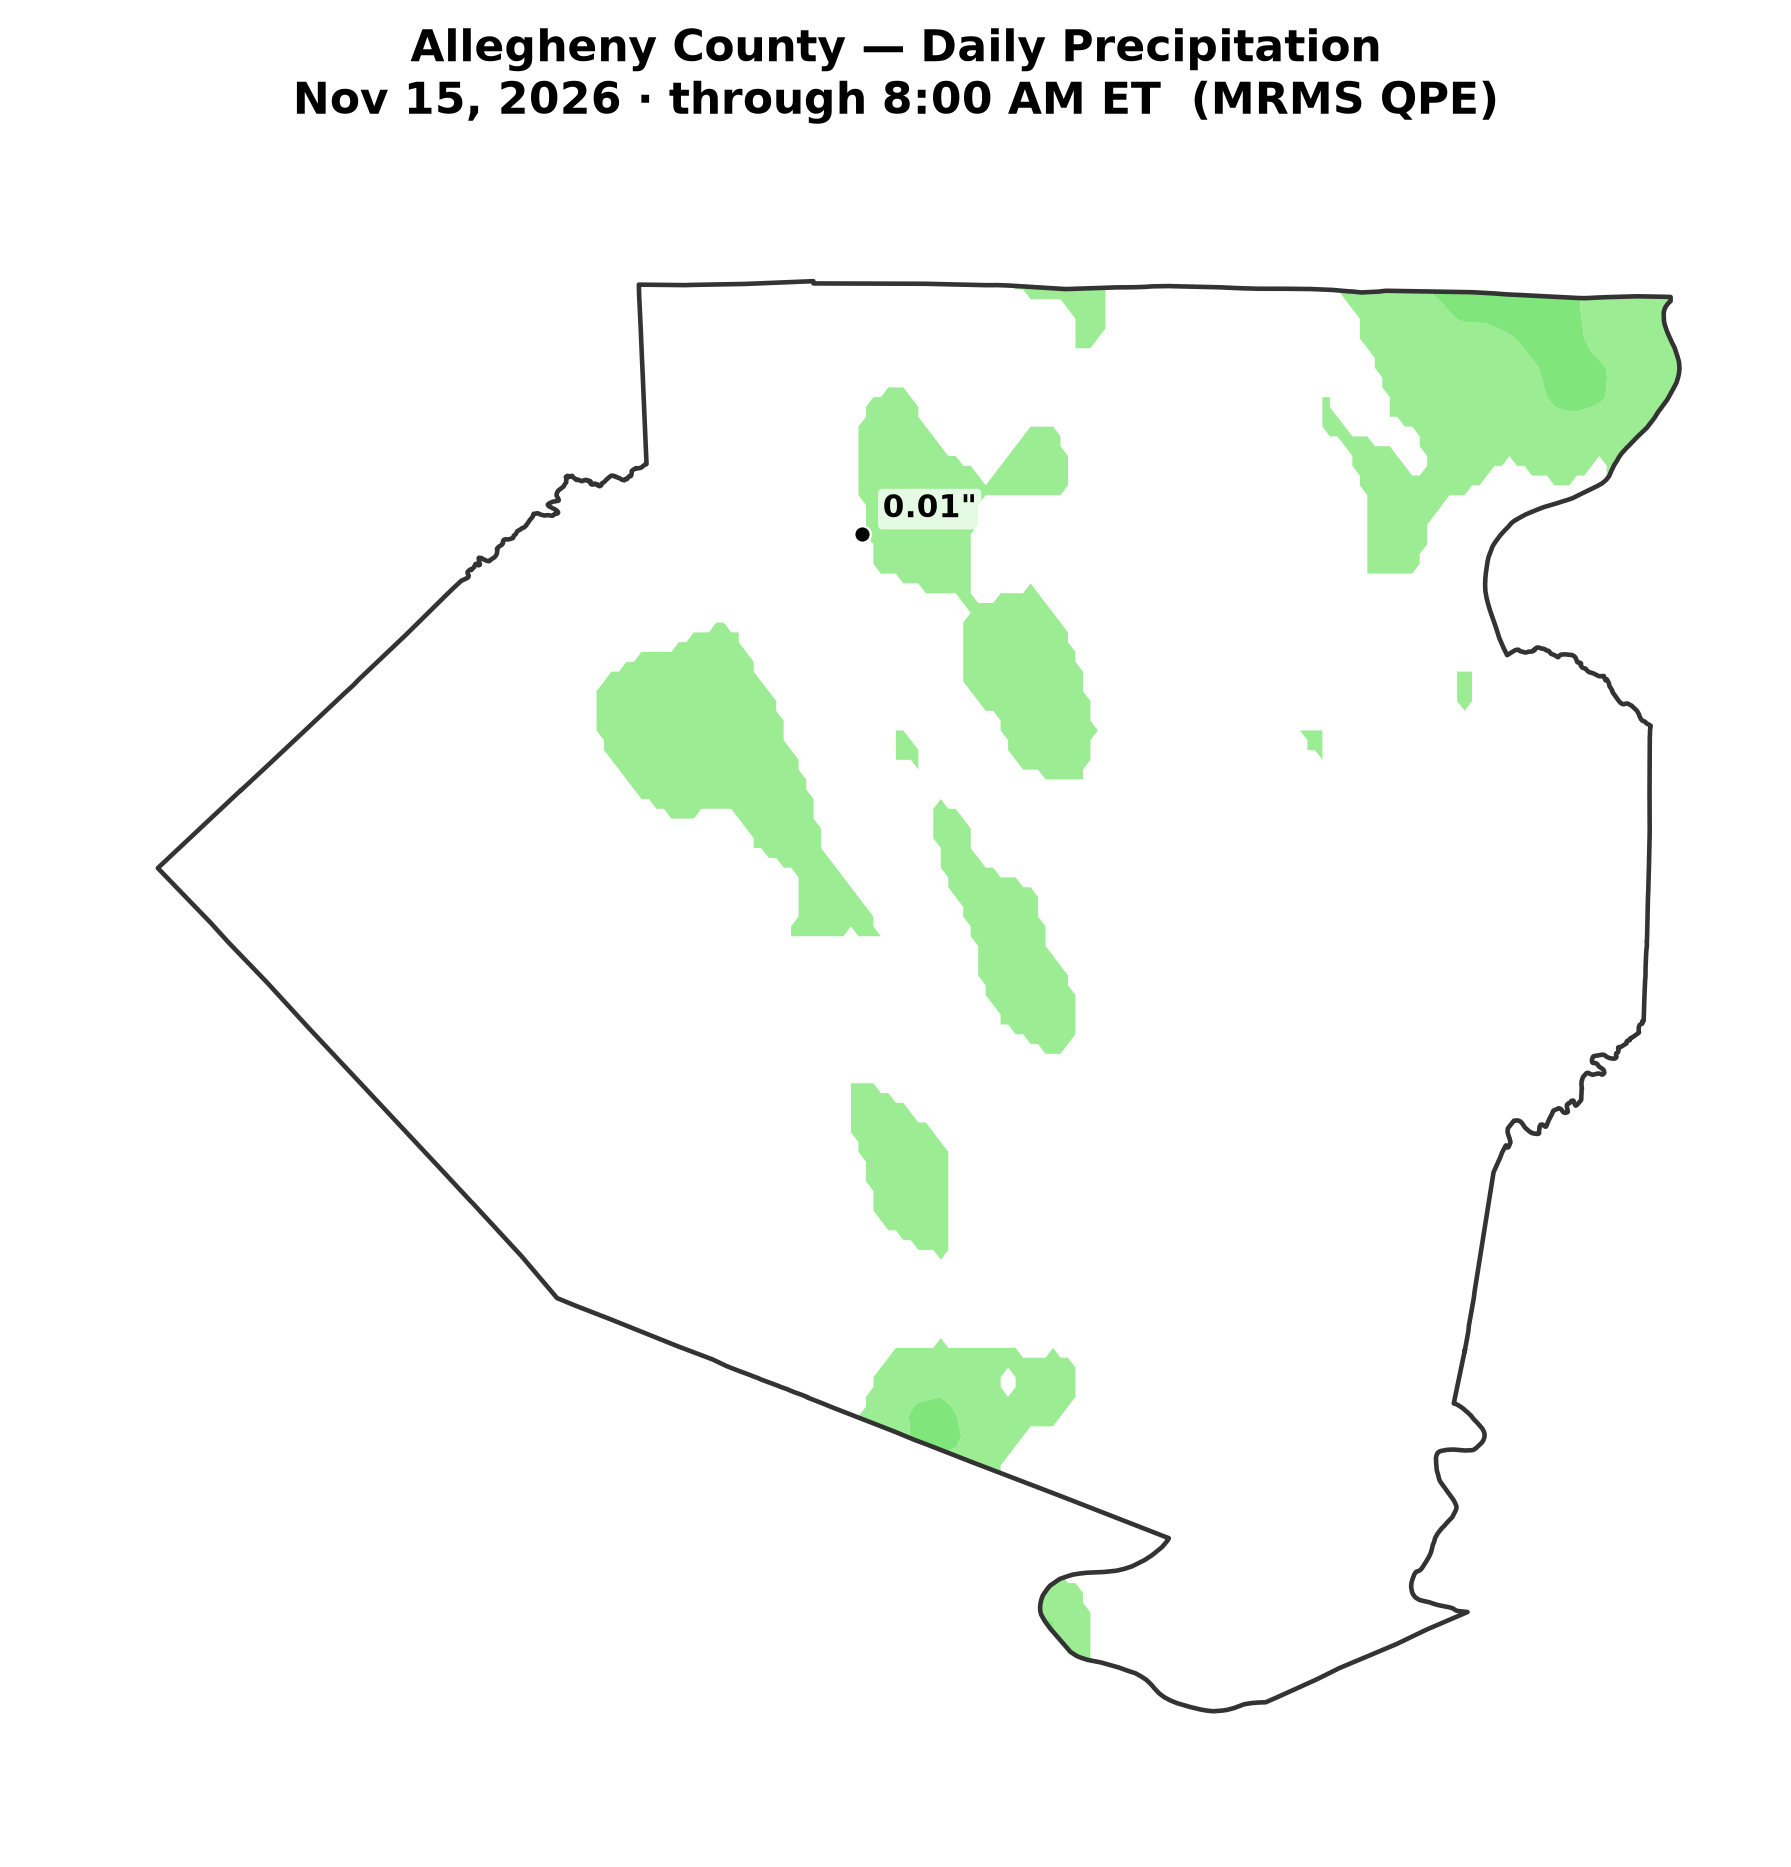 Allegheny County — Daily Precipitation
Nov 15, 2026 · through 8:00 AM ET (MRMS QPE)
0.01"